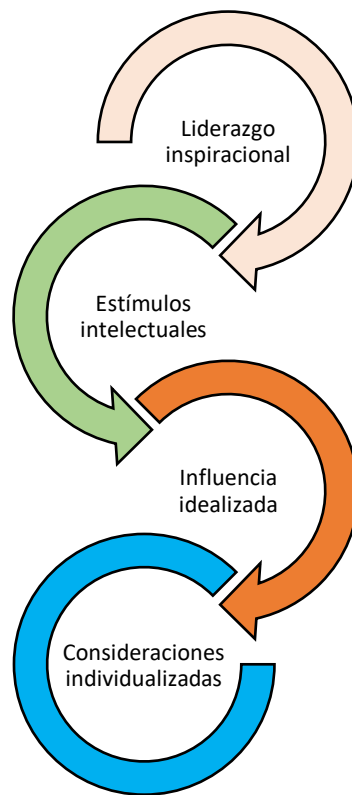 Liderazgo
inspiracional
Estímulos
intelectuales
Influencia
idealizada
Consideraciones
individualizadas